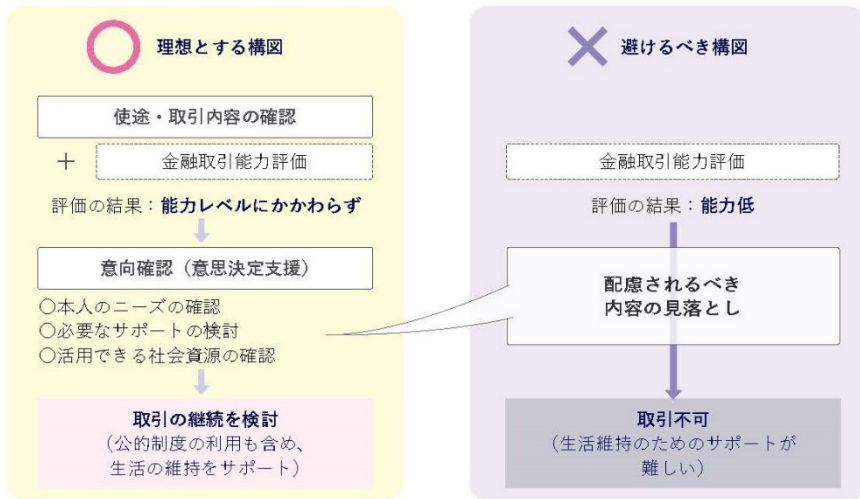 理想とする構図
使途・取引内容の確認
＋
金融取引能力評価
評価の結果：能力レベルにかかわらず
意向確認（意思決定支援）
○本人のニーズの確認
○必要なサポートの検討
○活用できる社会資源の確認
取引の継続を検討
（公的制度の利用も含め、
生活の維持をサポート）
避けるべき構図
金融取引能力評価
評価の結果：能力低
配慮されるべき
内容の見落とし
取引不可
（生活維持のためのサポートが
難しい）